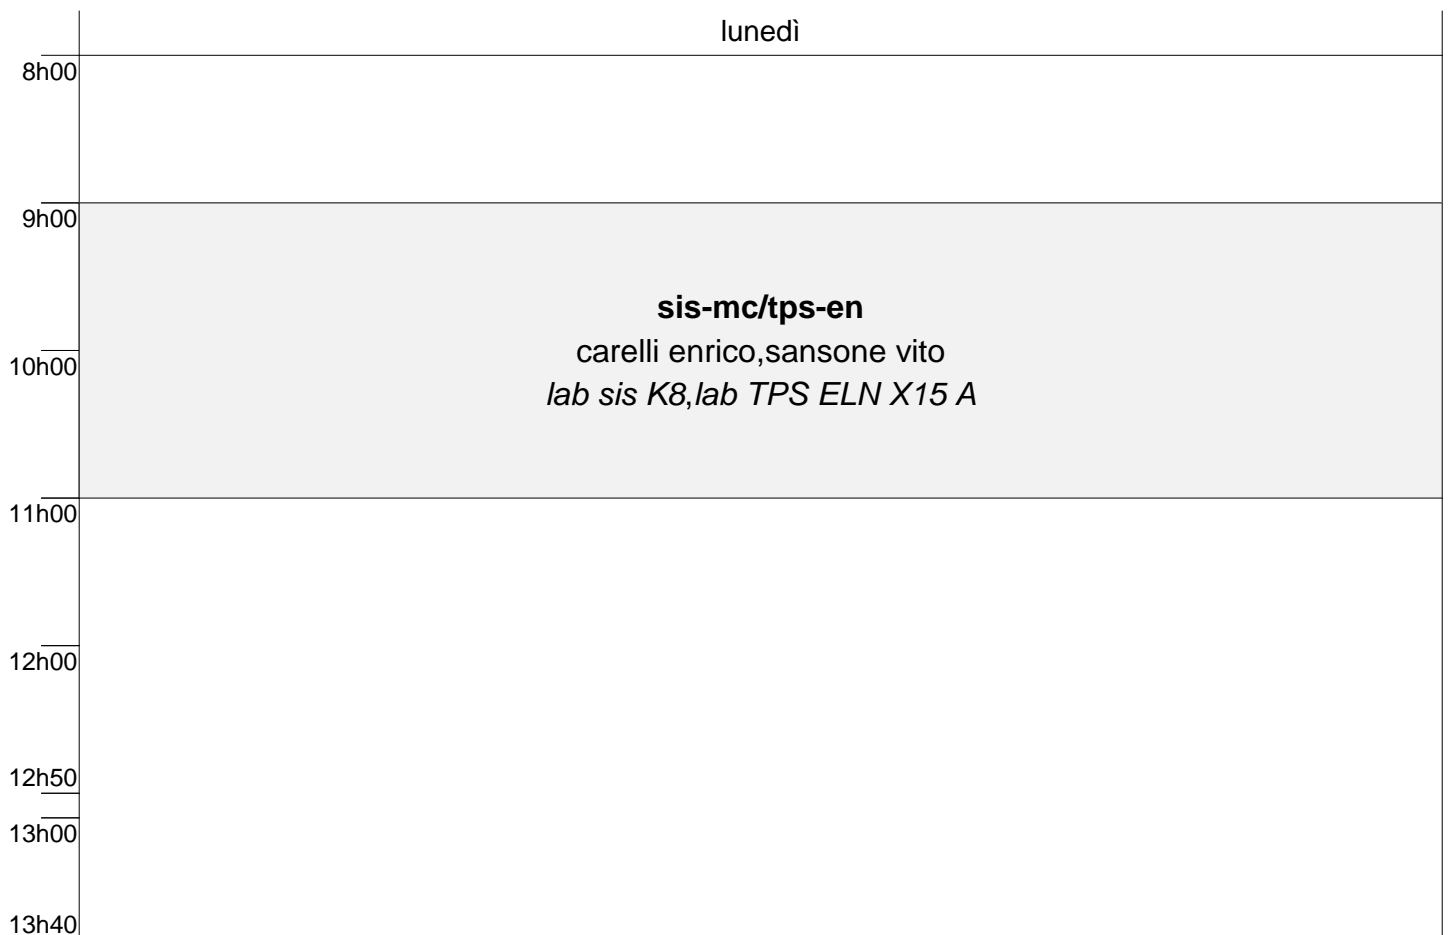 lunedì
8h00
9h00
sis-mc/tps-en
carelli enrico,sansone vito
10h00
lab sis K8,lab TPS ELN X15 A
11h00
12h00
12h50
13h00
13h40